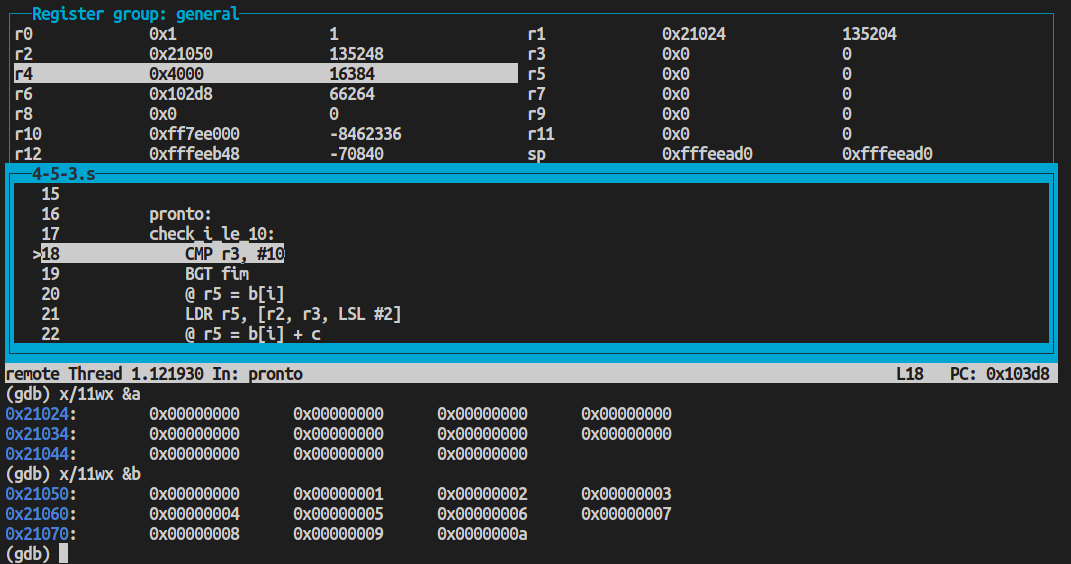 Register group: general
r0 0x1 1 r1 0x21024 135204
r2 0x21050 135248 r3 0x0 0
r4 0x4000 16384 r5 0x0 0
r6 0x102d8 66264 r7 0x0 0
r8 0x0 0 r9 0x0 0
r10 0xff7ee000 -8462336 r11 0x0 0
r12 0xfffeeb48 -70840 sp 0xfffeead0 0xfffeead0
4-5-3.s
15
16 pronto:
17 check_i_le_10:
>18 CMP r3, #10
19 BGT fim
20 @ r5 = b[i]
21 LDR r5, [r2, r3, LSL #2]
22 @ r5 = b[i] + c
remote Thread 1.121930 In: pronto L18 PC: 0x103d8
(gdb) x/11wx &a
0x21024: 0x00000000 0x00000000 0x00000000 0x00000000
0x21034: 0x00000000 0x00000000 0x00000000 0x00000000
0x21044: 0x00000000 0x00000000 0x00000000
(gdb) x/11wx &b
0x21050: 0x00000000 0x00000001 0x00000002 0x00000003
0x21060: 0x00000004 0x00000005 0x00000006 0x00000007
0x21070: 0x00000008 0x00000009 0x0000000a
(gdb)